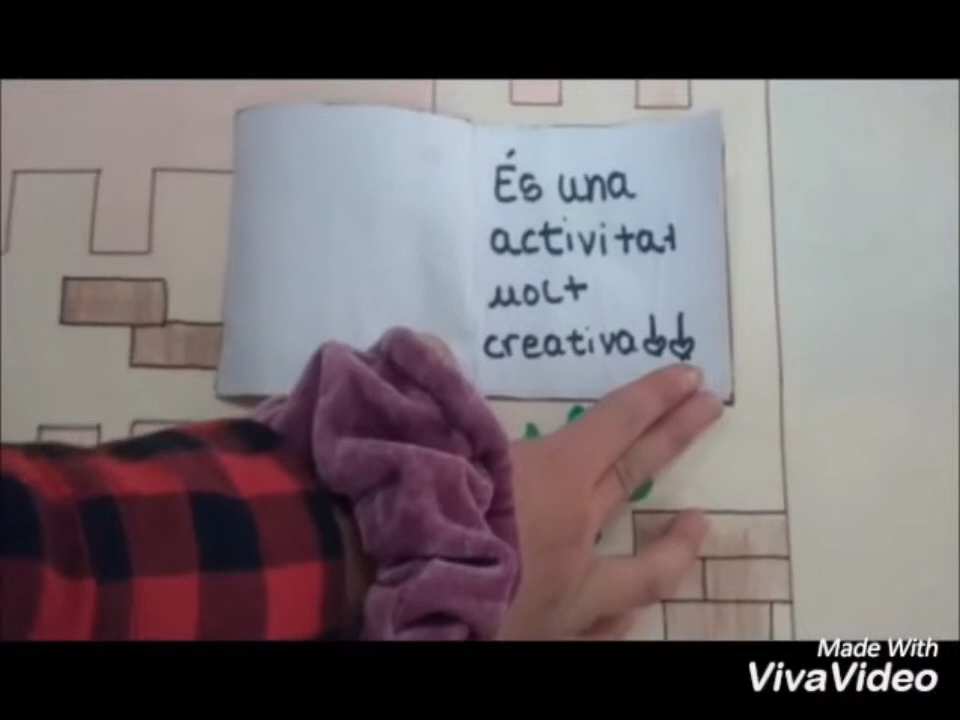 És una
activitat
molt
creativa
Made With
VivaVideo